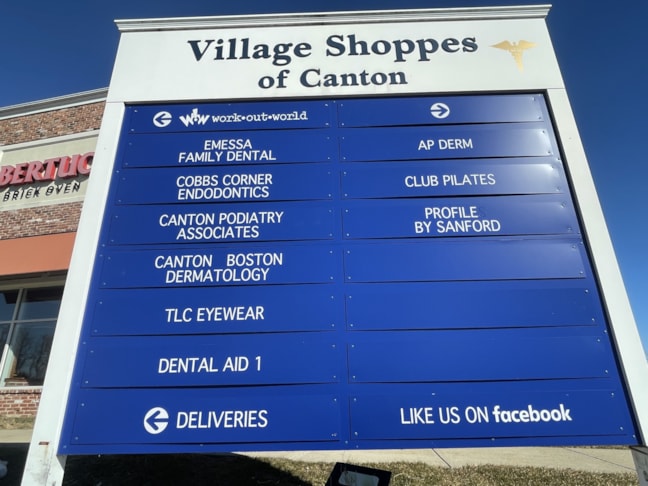 Village Shoppes
of Canton
work•out•world
EMESSA
FAMILY DENTAL
COBBS CORNER
ENDODONTICS
CANTON PODIATRY
ASSOCIATES
CANTON BOSTON
DERMATOLOGY
TLC EYEWEAR
DENTAL AID 1
DELIVERIES
AP DERM
CLUB PILATES
PROFILE
BY SANFORD
LIKE US ON facebook
BERTUC
BRICK OVEN